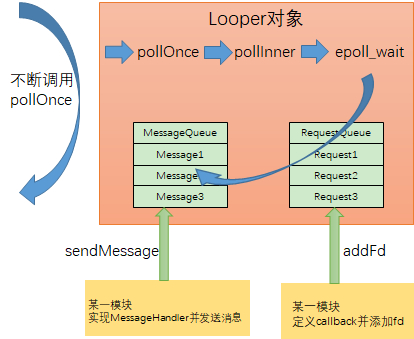 Looper对象
不断调用
pollOnce
pollOnce
pollInner
epoll_wait
MessageQueue
Message1
Message
Message3
RequestQueue
Request1
Request2
Request3
sendMessage
addFd
某一模块
实现MessageHandler并发送消息
某一模块
定义callback并添加fd